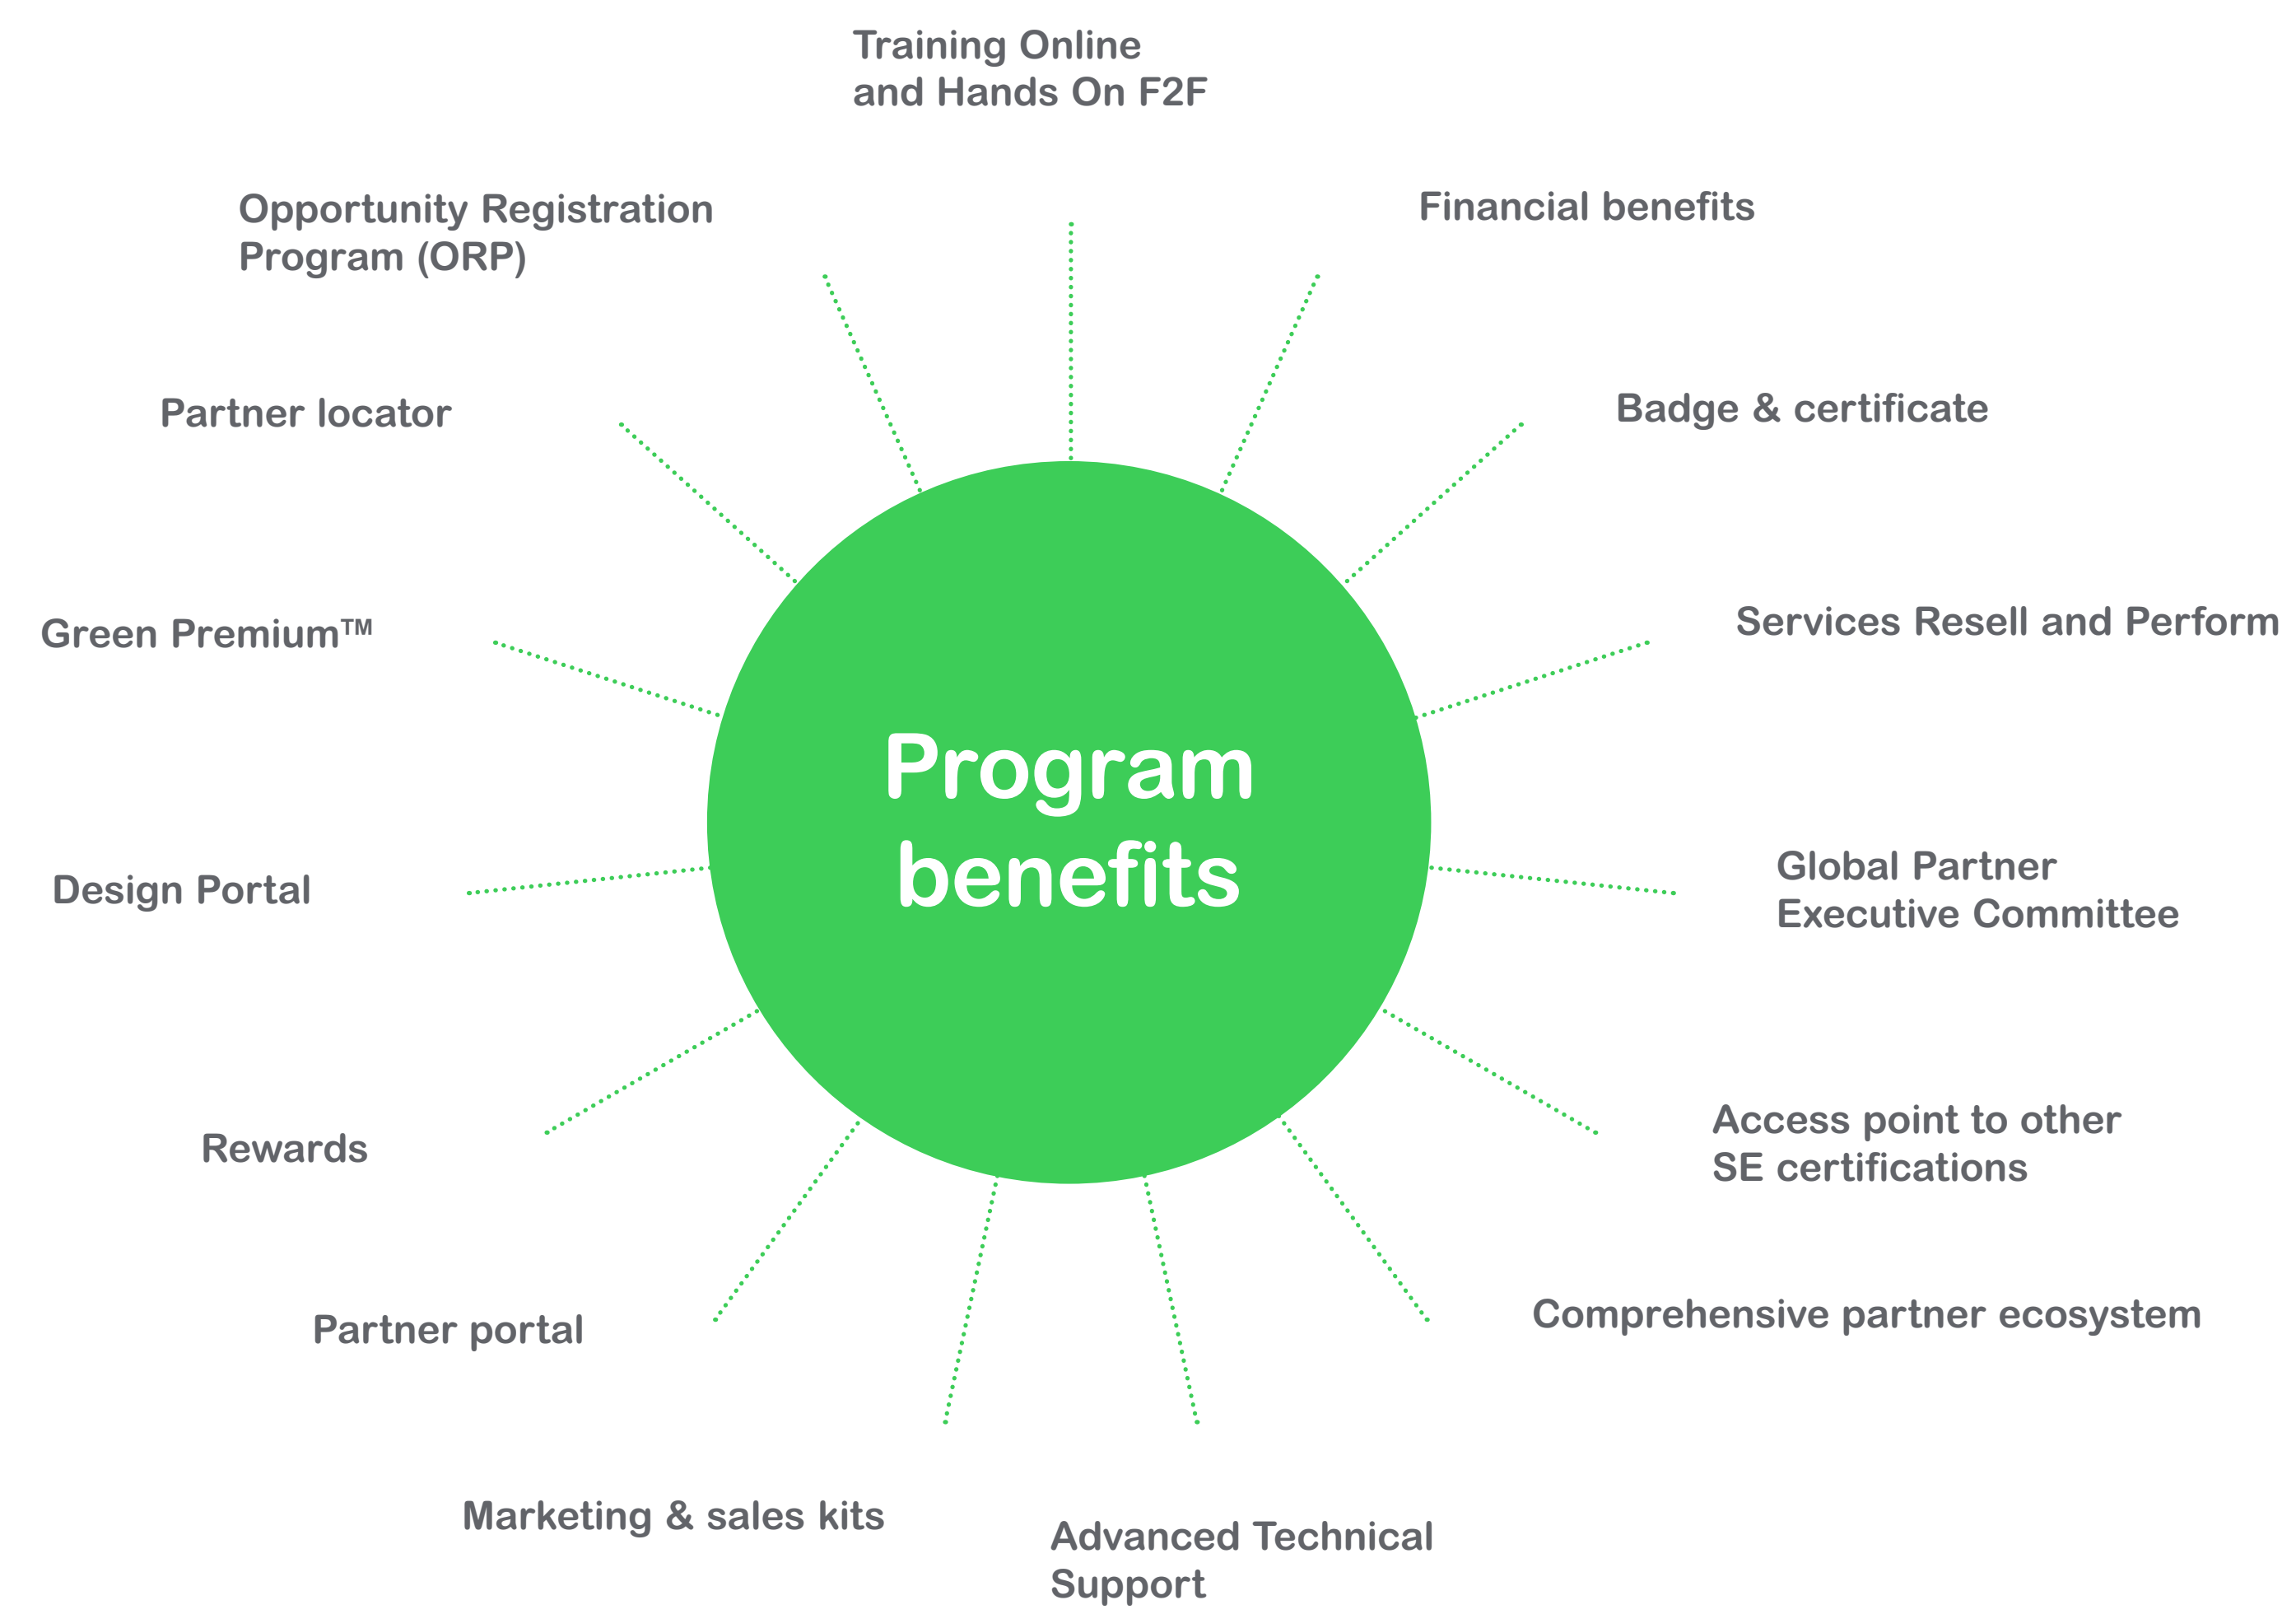 Training Online
and Hands On F2F
Opportunity Registration
Program (ORP)
Financial benefits
Partner locator
Badge & certificate
Green Premium™
Services Resell and Perform
Program
benefits
Design Portal
Global Partner
Executive Committee
Rewards
Access point to other
SE certifications
Partner portal
Comprehensive partner ecosystem
Marketing & sales kits
Advanced Technical
Support